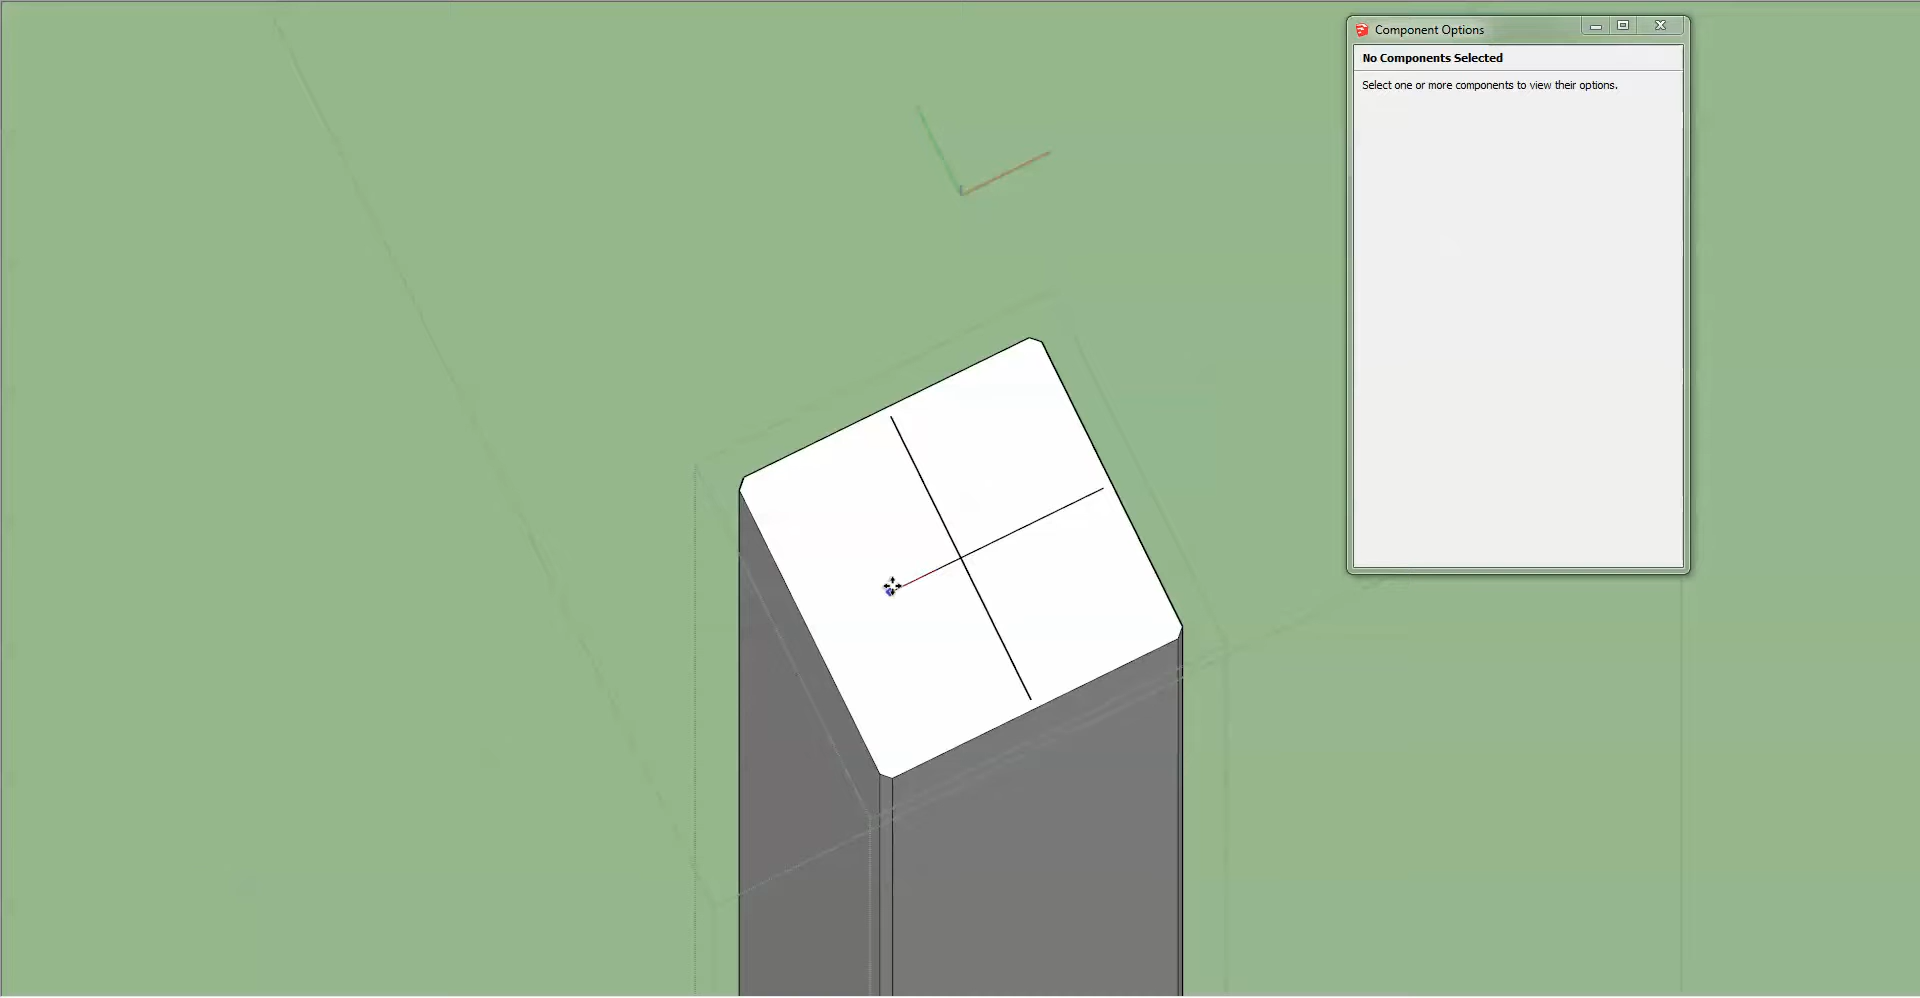 Component Options
No Components Selected
Select one or more components to view their options.